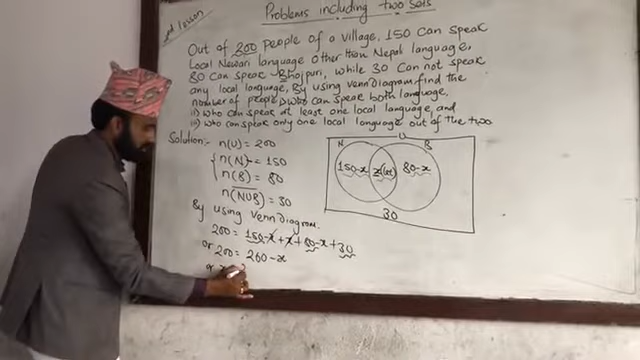 2nd lesson
Problems including two sets
Out of 200 people of a village, 150 can speak
Local Newari language other than Nepali language,
80 can speak Bhojpuri, while 30 can not speak
any local language, By using venn diagram, find the
number of people who can speak both language,
i) who can speak at least one local language, and
ii) who can speak only one local language out of the two
Solution:-
n(U) = 200
n(N) = 150
n(B) = 80
n(N∪B) = 30
By using Venn diagram.
200 = 150-x+x+80-x+30
or 200 = 260-x
or x =
U
N
B
150-x
80-x
30